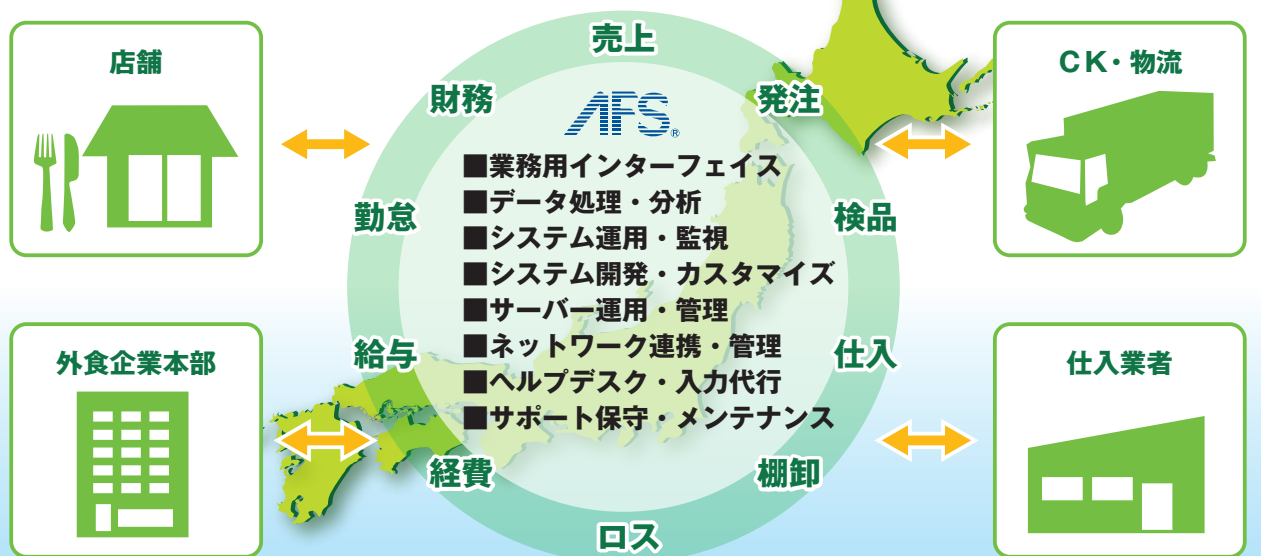 売上
店舗
CK・物流
財務
発注
AFS®
■業務用インターフェイス
■データ処理・分析
勤怠
検品
■システム運用・監視
■システム開発・カスタマイズ
■サーバー運用・管理
給与
■ネットワーク連携・管理
仕入
外食企業本部
仕入業者
■ヘルプデスク・入力代行
■サポート保守・メンテナンス
経費
棚卸
ロス